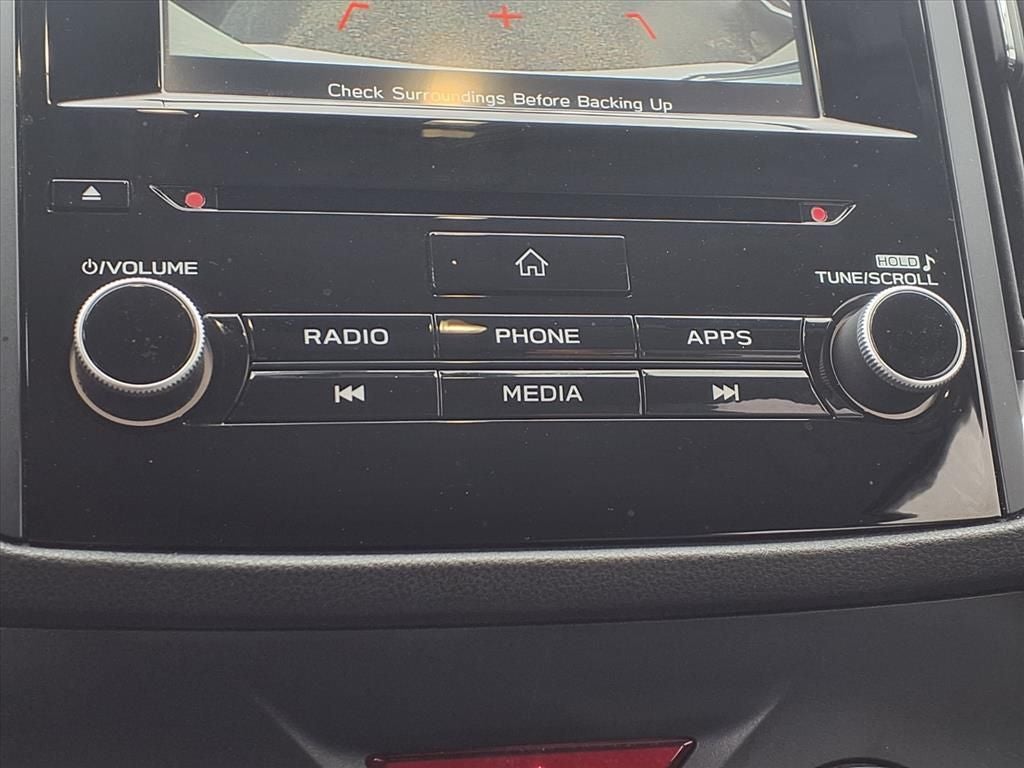 Check Surroundings Before Backing Up
/VOLUME
HOLD
TUNE/SCROLL
RADIO
PHONE
APPS
MEDIA